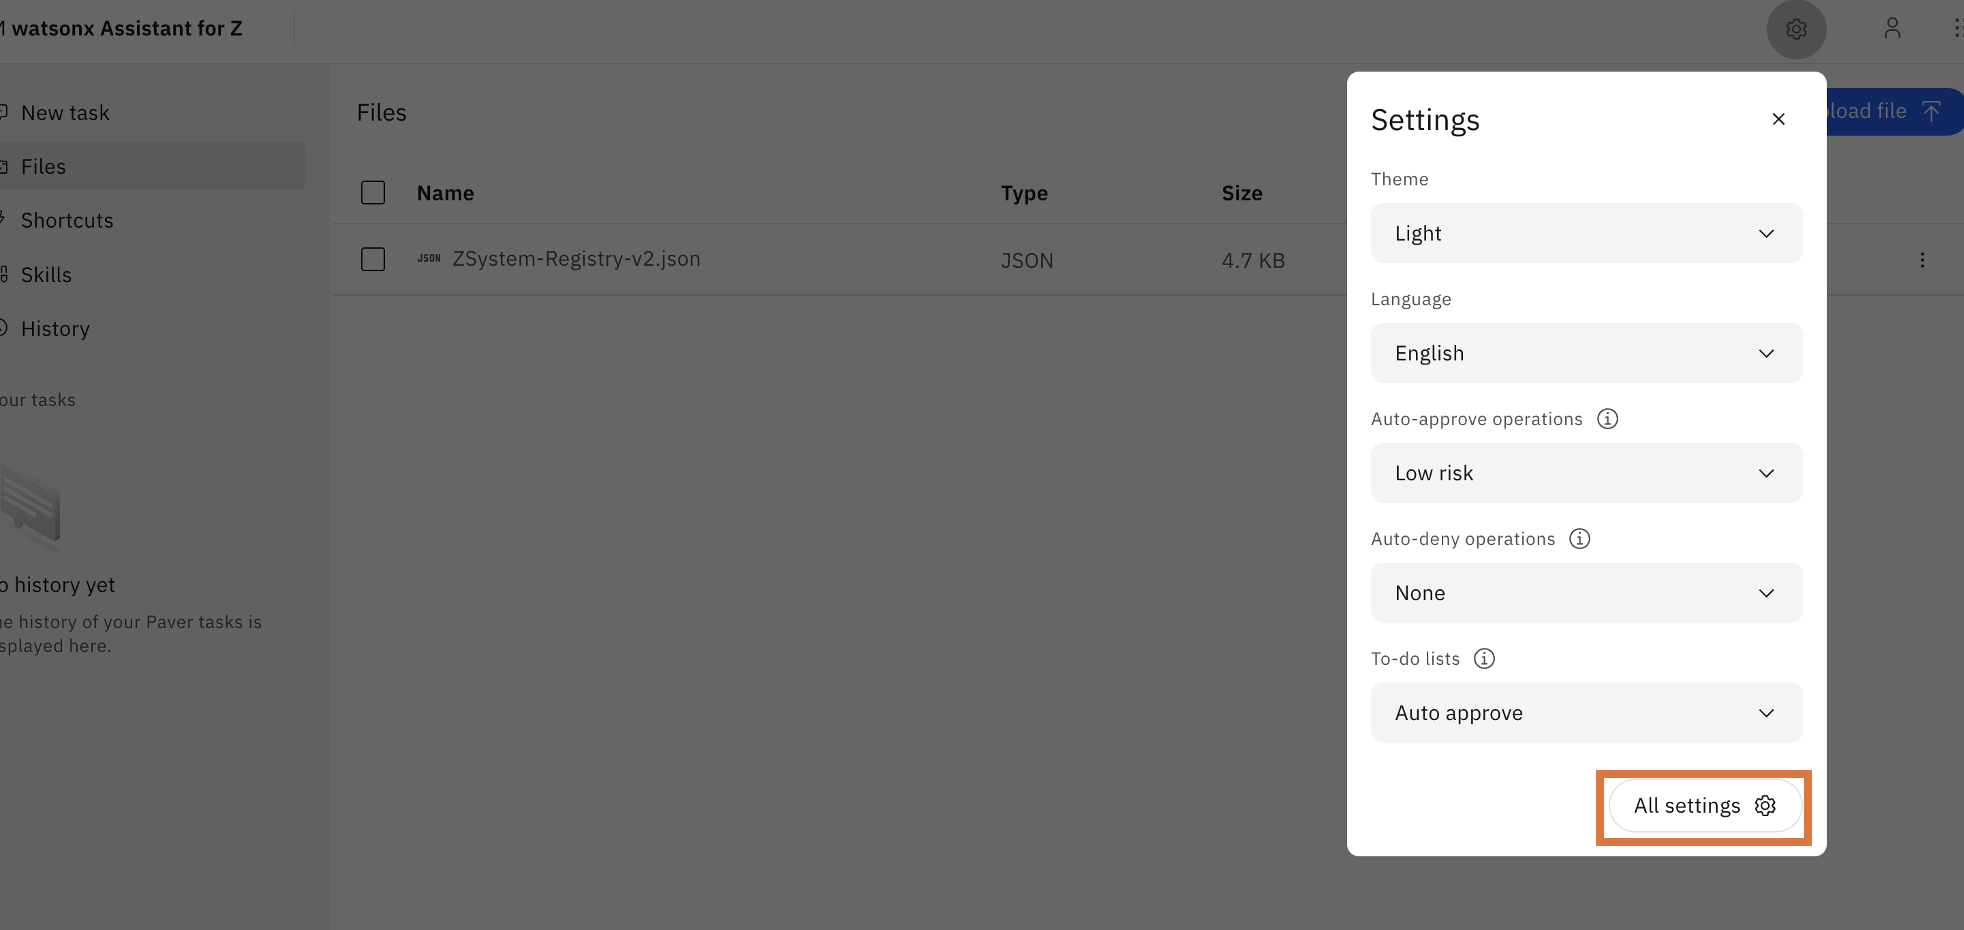 watsonx Assistant for Z
New task
Files
Shortcuts
Skills
History
our tasks
o history yet
he history of your Paver tasks is
splayed here.
Files
load file
Name Type Size
JSON ZSystem-Registry-v2.json JSON 4.7 KB
Settings
Theme
Light
Language
English
Auto-approve operations
Low risk
Auto-deny operations
None
To-do lists
Auto approve
All settings